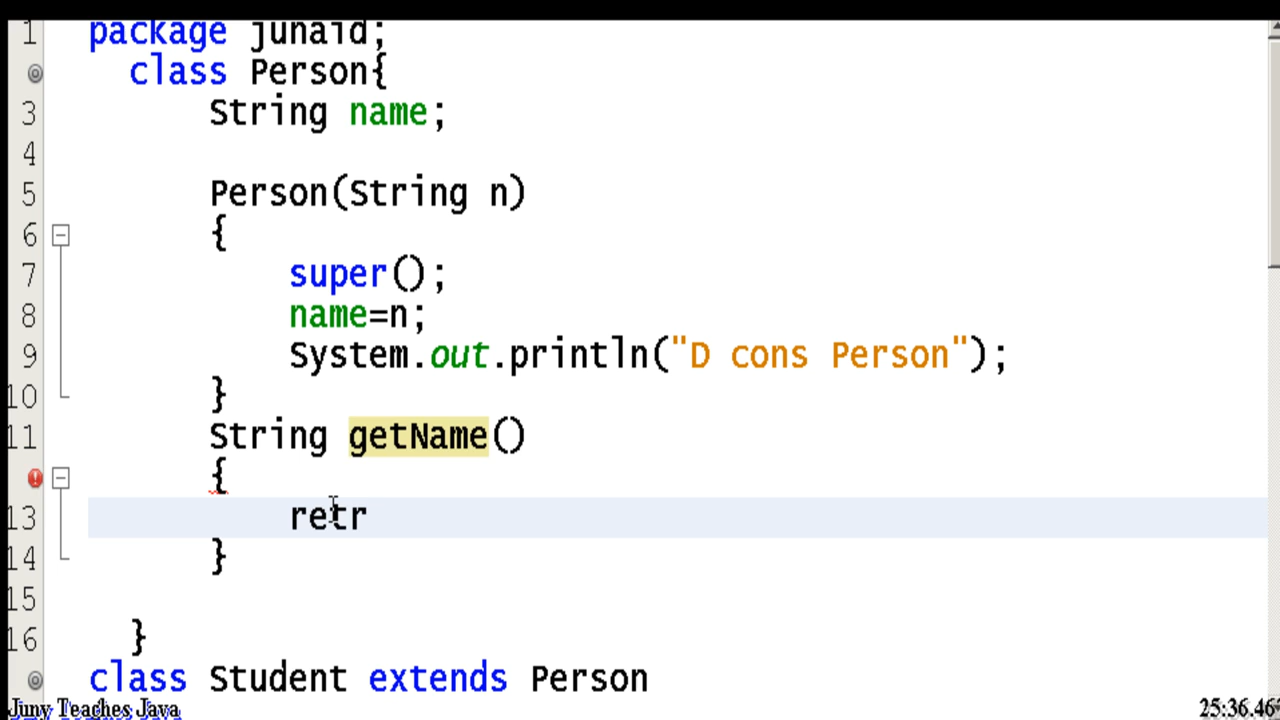 1 package junaid;
class Person{
3 String name;
4
5 Person(String n)
6 {
7 super();
8 name=n;
9 System.out.println("D cons Person");
10 }
11 String getName()
{
13 retr
14 }
15
16 }
class Student extends Person
Juny Teaches Java 25:36.46